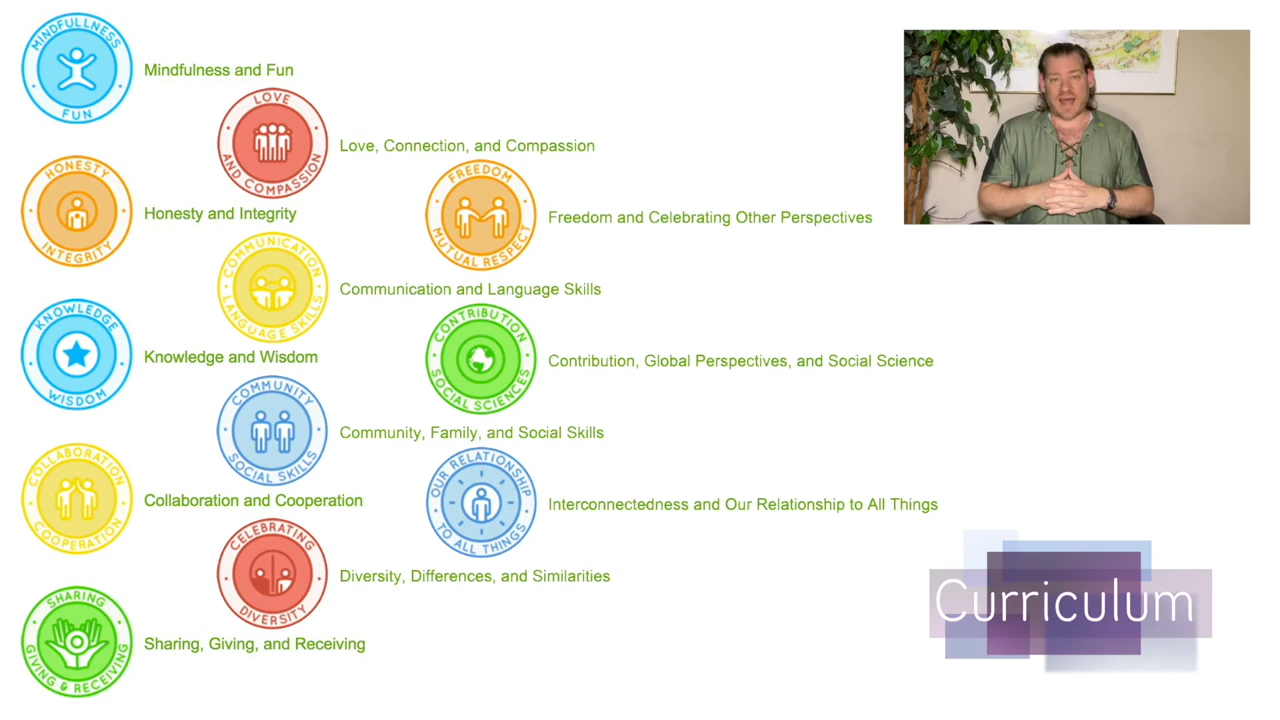 MINDFULLNESS
FUN
Mindfulness and Fun
LOVE
AND COMPASSION
Love, Connection, and Compassion
HONESTY
INTEGRITY
Honesty and Integrity
FREEDOM
MUTUAL RESPECT
Freedom and Celebrating Other Perspectives
COMMUNICATION
LANGUAGE SKILLS
Communication and Language Skills
KNOWLEDGE
WISDOM
Knowledge and Wisdom
CONTRIBUTION
SOCIAL SCIENCES
Contribution, Global Perspectives, and Social Science
COMMUNITY
SOCIAL SKILLS
Community, Family, and Social Skills
COLLABORATION
COOPERATION
Collaboration and Cooperation
OUR RELATIONSHIP
TO ALL THINGS
Interconnectedness and Our Relationship to All Things
CELEBRATING
DIVERSITY
Diversity, Differences, and Similarities
SHARING
GIVING & RECEIVING
Sharing, Giving, and Receiving
Curriculum